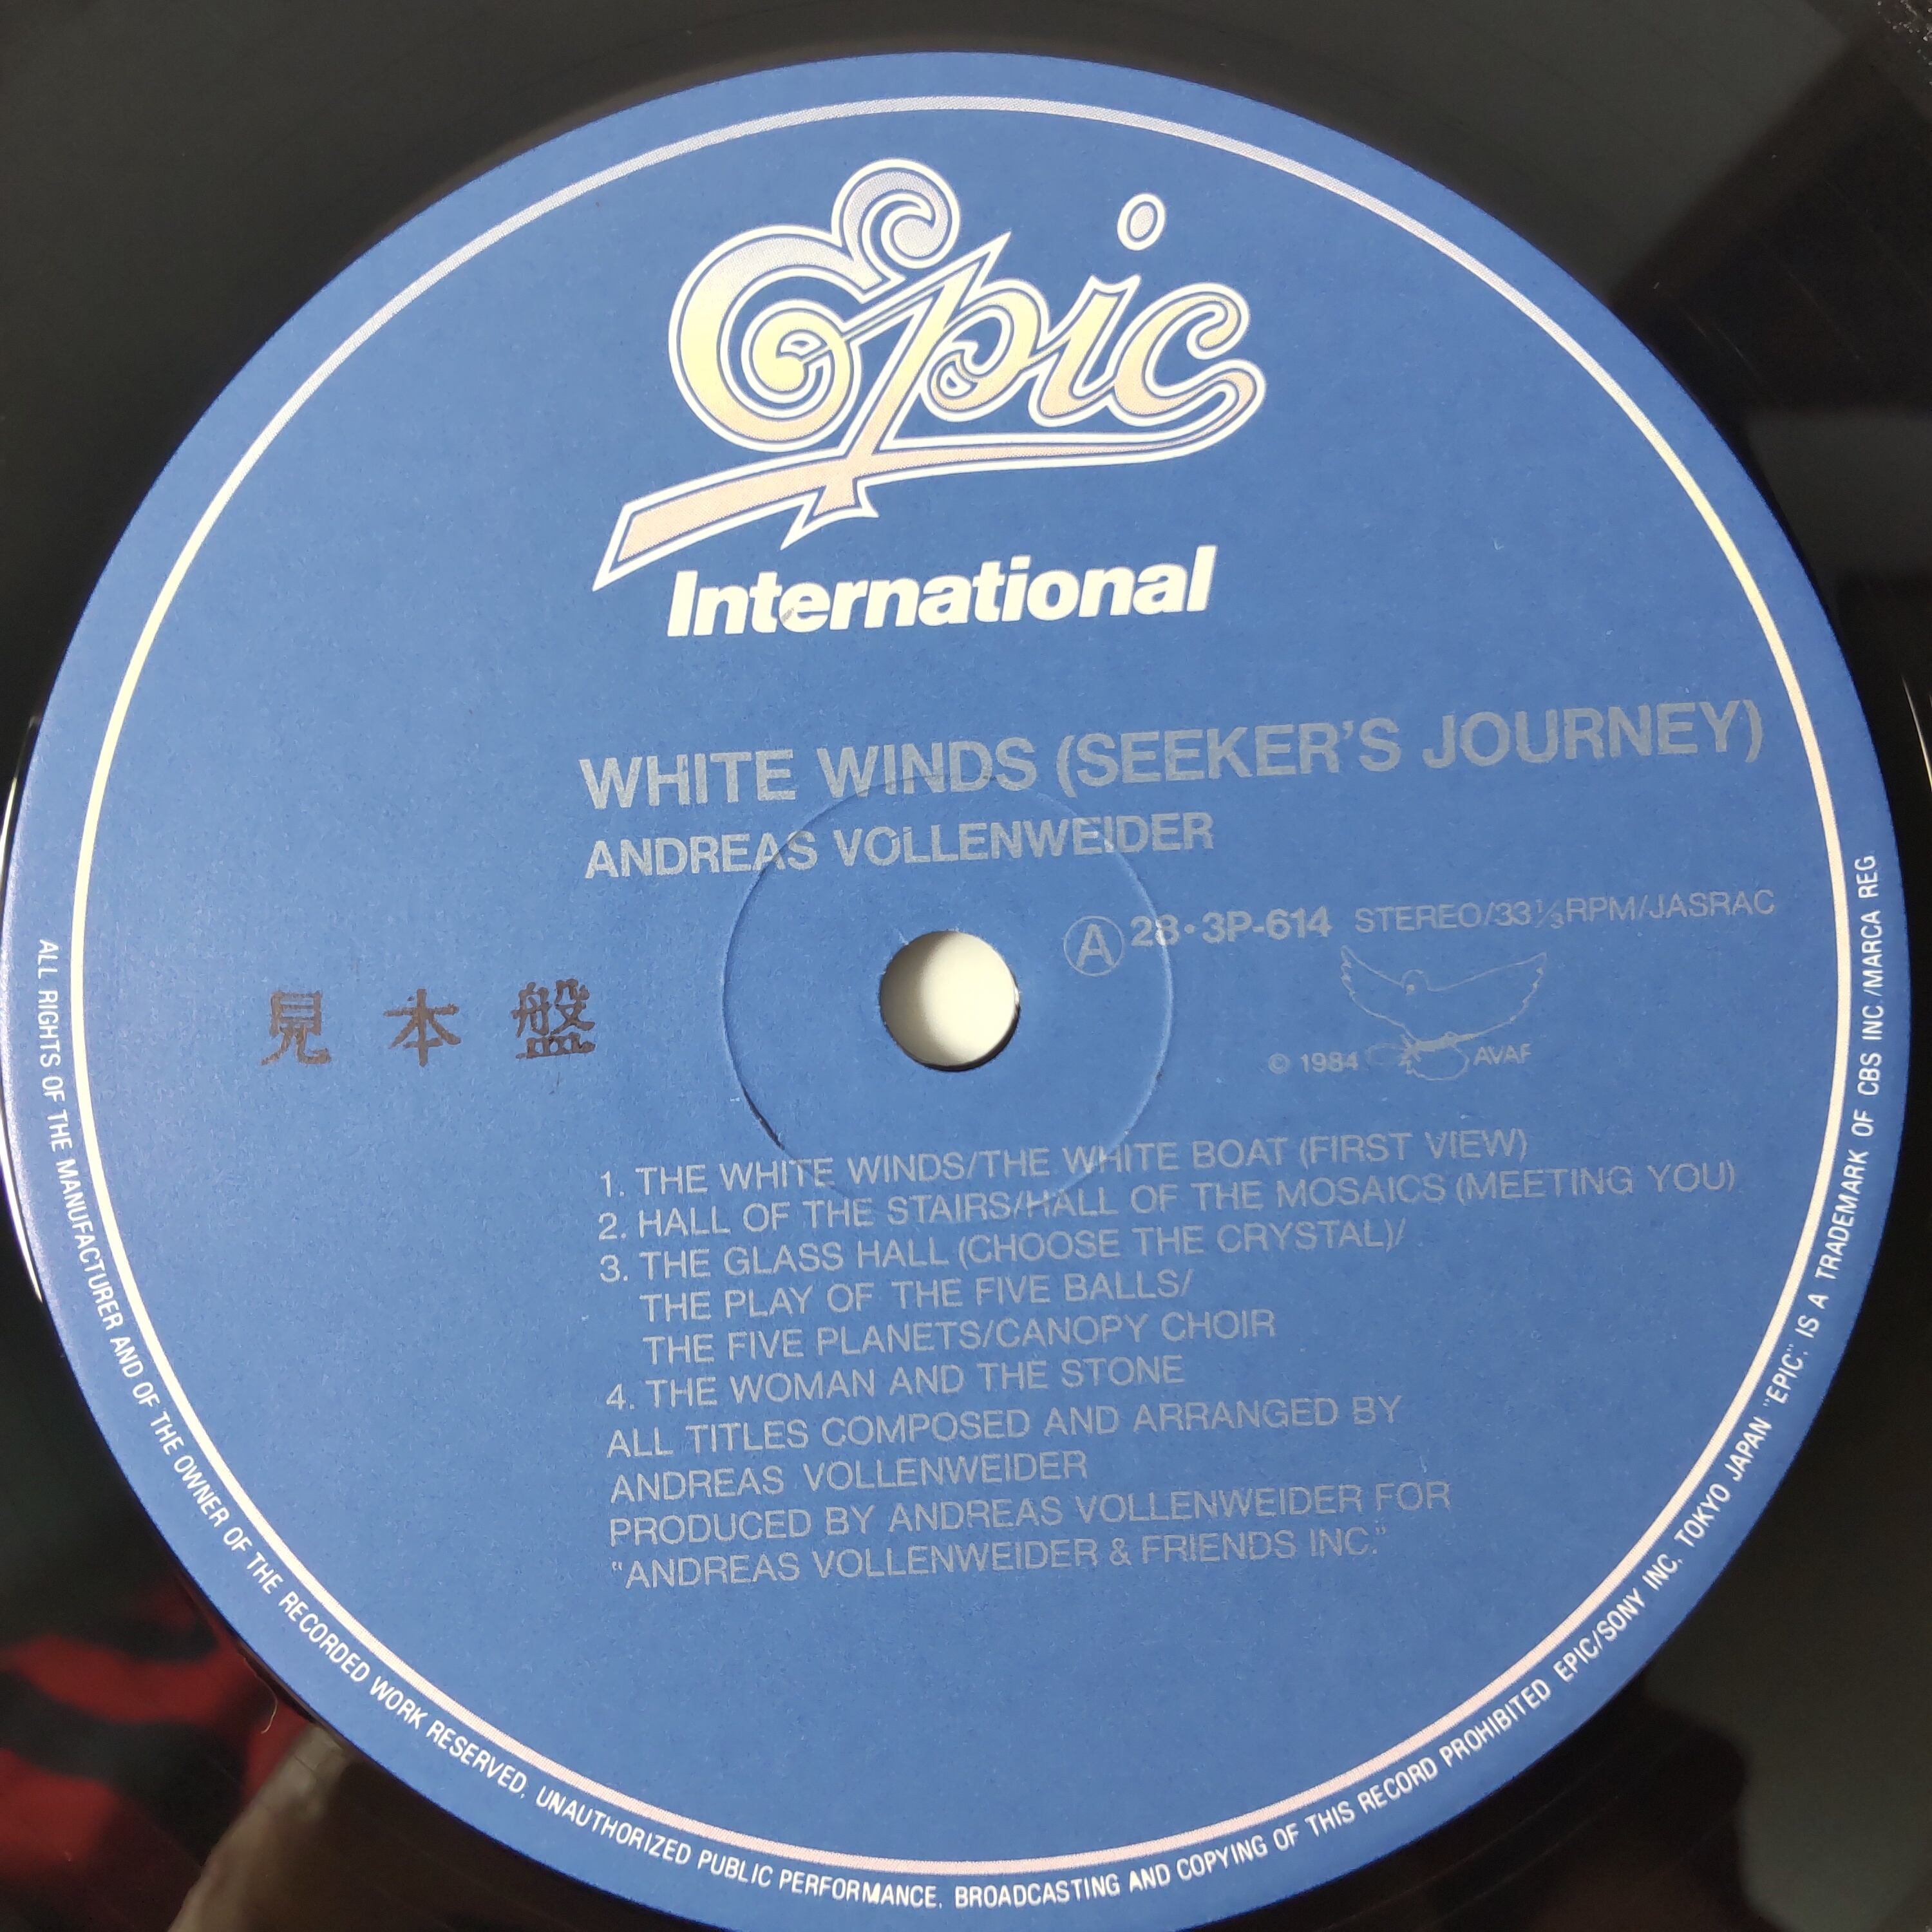 Epic
International
WHITE WINDS (SEEKER'S JOURNEY)
ANDREAS VOLLENWEIDER
Ⓐ 28・3P-614 STEREO/33⅓RPM/JASRAC
見本盤
© 1984 AVAF
1. THE WHITE WINDS/THE WHITE BOAT (FIRST VIEW)
2. HALL OF THE STAIRS/HALL OF THE MOSAICS (MEETING YOU)
3. THE GLASS HALL (CHOOSE THE CRYSTAL)/
THE PLAY OF THE FIVE BALLS/
THE FIVE PLANETS/CANOPY CHOIR
4. THE WOMAN AND THE STONE
ALL TITLES COMPOSED AND ARRANGED BY
ANDREAS VOLLENWEIDER
PRODUCED BY ANDREAS VOLLENWEIDER FOR
"ANDREAS VOLLENWEIDER & FRIENDS INC."
ALL RIGHTS OF THE MANUFACTURER AND OF THE OWNER OF THE RECORDED WORK RESERVED. UNAUTHORIZED PUBLIC PERFORMANCE. BROADCASTING AND COPYING OF THIS RECORD PROHIBITED EPIC/SONY INC. TOKYO JAPAN "EPIC", IS A TRADEMARK OF CBS INC /MARCA REG